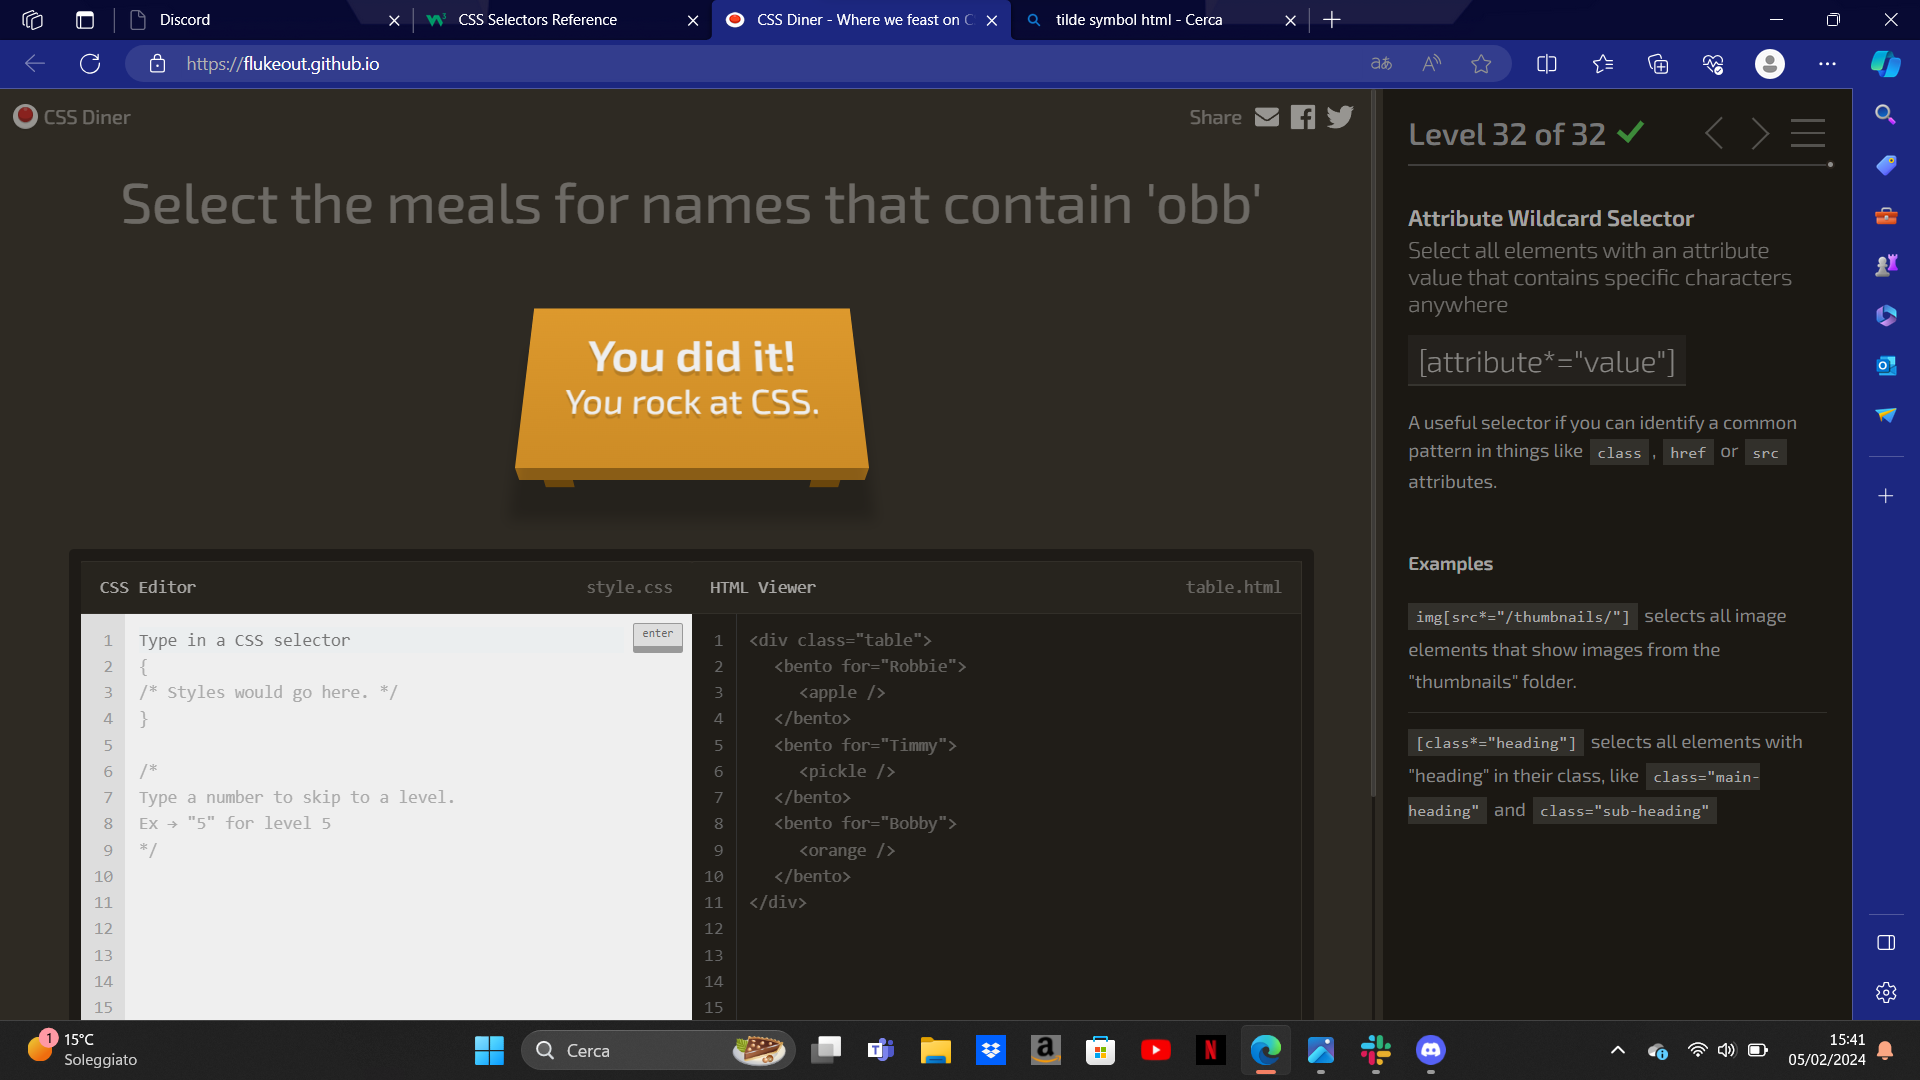 Discord
CSS Selectors Reference
CSS Diner - Where we feast on C
tilde symbol html - Cerca
https://flukeout.github.io
CSS Diner
Share
Select the meals for names that contain 'obb'
You did it!
You rock at CSS.
CSS Editor
style.css
HTML Viewer
table.html
1 Type in a CSS selector
enter
2 {
3 /* Styles would go here. */
4 }
5
6 /*
7 Type a number to skip to a level.
8 Ex → "5" for level 5
9 */
10
11
12
13
14
15
1 <div class="table">
2 <bento for="Robbie">
3 <apple />
4 </bento>
5 <bento for="Timmy">
6 <pickle />
7 </bento>
8 <bento for="Bobby">
9 <orange />
10 </bento>
11 </div>
12
13
14
15
Level 32 of 32
Attribute Wildcard Selector
Select all elements with an attribute
value that contains specific characters
anywhere
[attribute*="value"]
A useful selector if you can identify a common
pattern in things like class , href or src
attributes.
Examples
img[src*="/thumbnails/"] selects all image
elements that show images from the
"thumbnails" folder.
[class*="heading"] selects all elements with
"heading" in their class, like class="main-
heading" and class="sub-heading"
1
15°C
Soleggiato
Cerca
15:41
05/02/2024